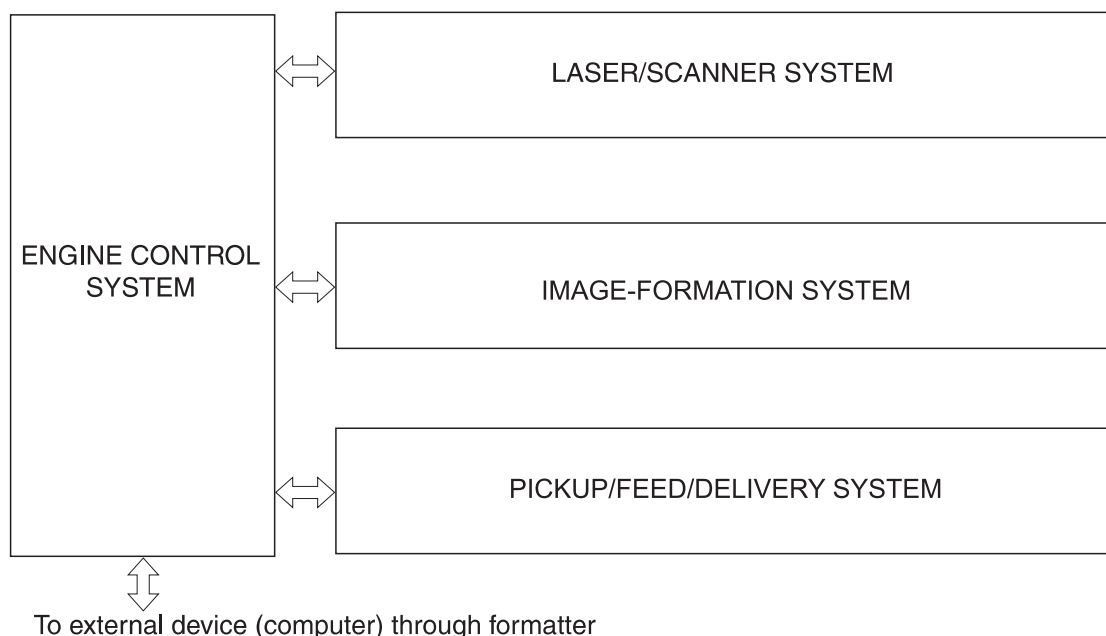 LASER/SCANNER SYSTEM
ENGINE CONTROL
SYSTEM
IMAGE-FORMATION SYSTEM
PICKUP/FEED/DELIVERY SYSTEM
To external device (computer) through formatter